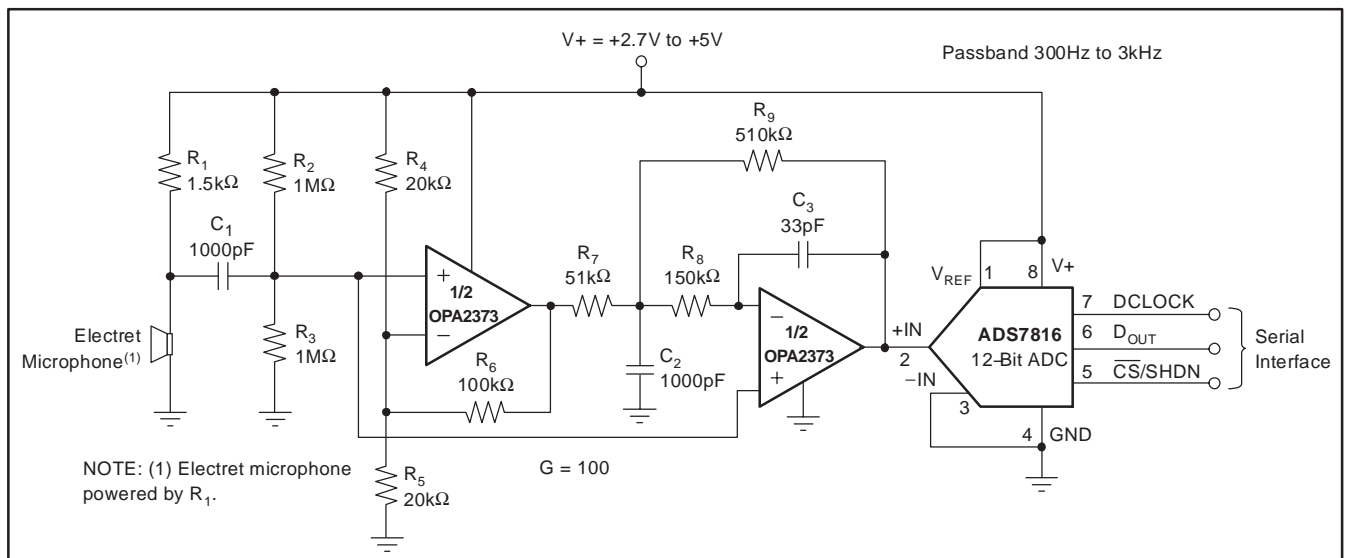 V+ = +2.7V to +5V
Passband 300Hz to 3kHz
R1
1.5kΩ
R2
1MΩ
R4
20kΩ
R9
510kΩ
C1
1000pF
C3
33pF
R7
51kΩ
R8
150kΩ
+
1/2
OPA2373
−
VREF
1
8
V+
7
DCLOCK
6
DOUT
5
CS/SHDN
ADS7816
12–Bit ADC
Serial
Interface
+IN
2
−IN
3
4
GND
Electret
Microphone(1)
R3
1MΩ
R6
100kΩ
C2
1000pF
−
1/2
OPA2373
+
NOTE: (1) Electret microphone
powered by R1.
R5
20kΩ
G = 100